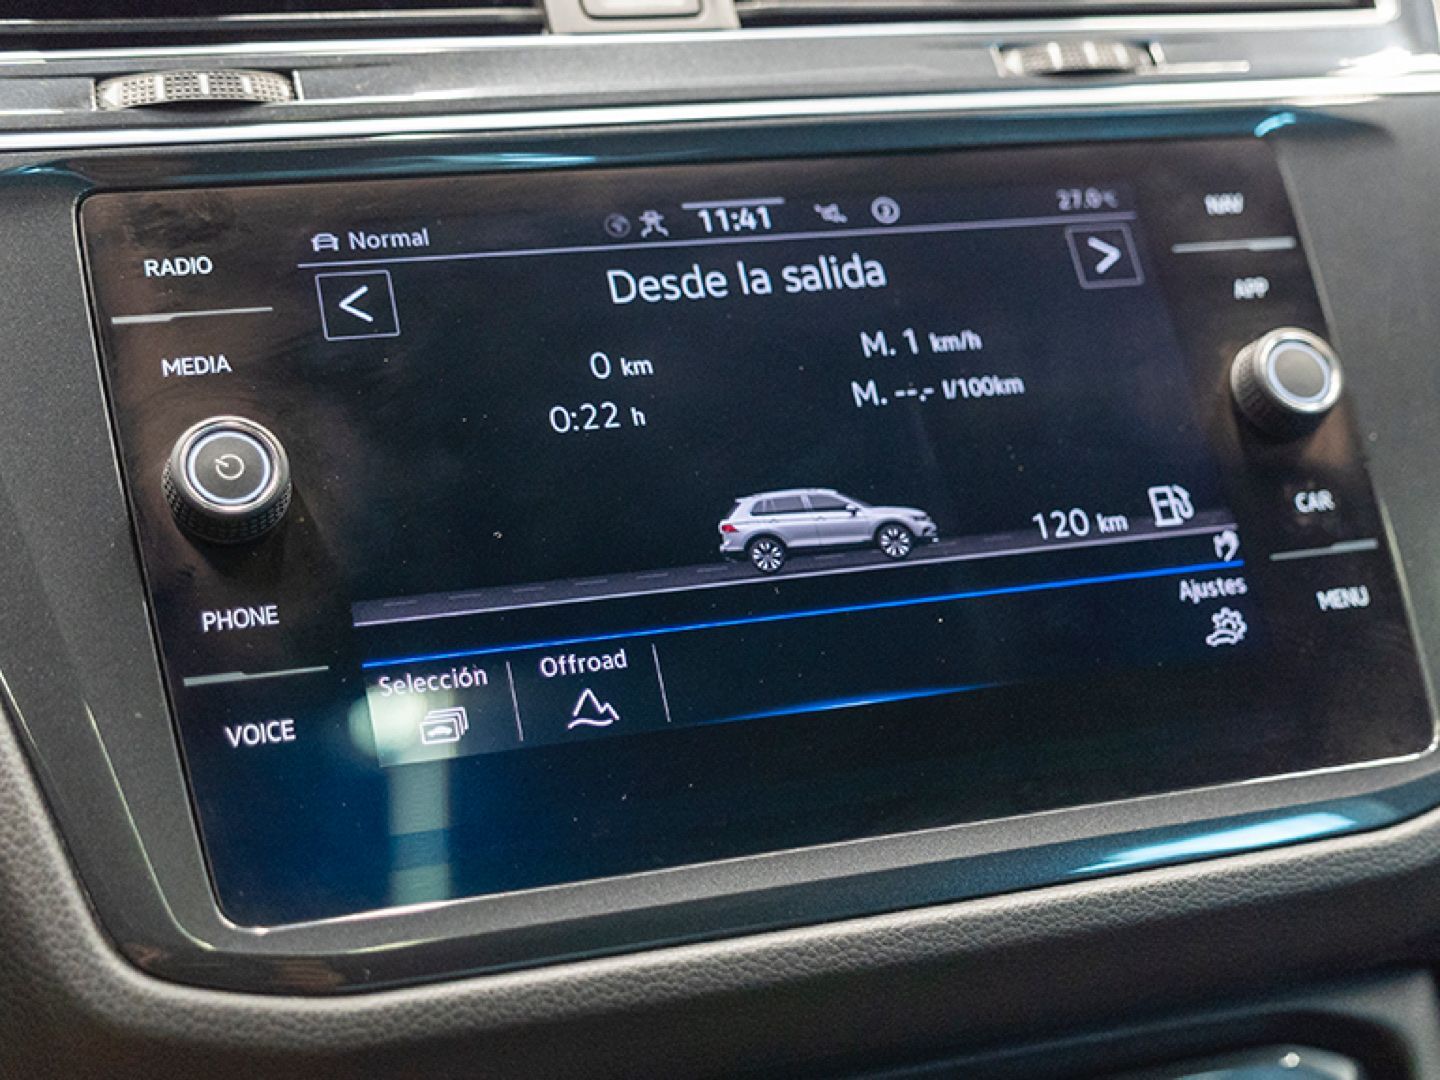 Normal
11:41
27.0°C
RADIO
MEDIA
PHONE
VOICE
Desde la salida
0 km
0:22 h
M. 1 km/h
M. --.- l/100km
120 km
Ajustes
Selección
Offroad
NAV
APP
CAR
MENU